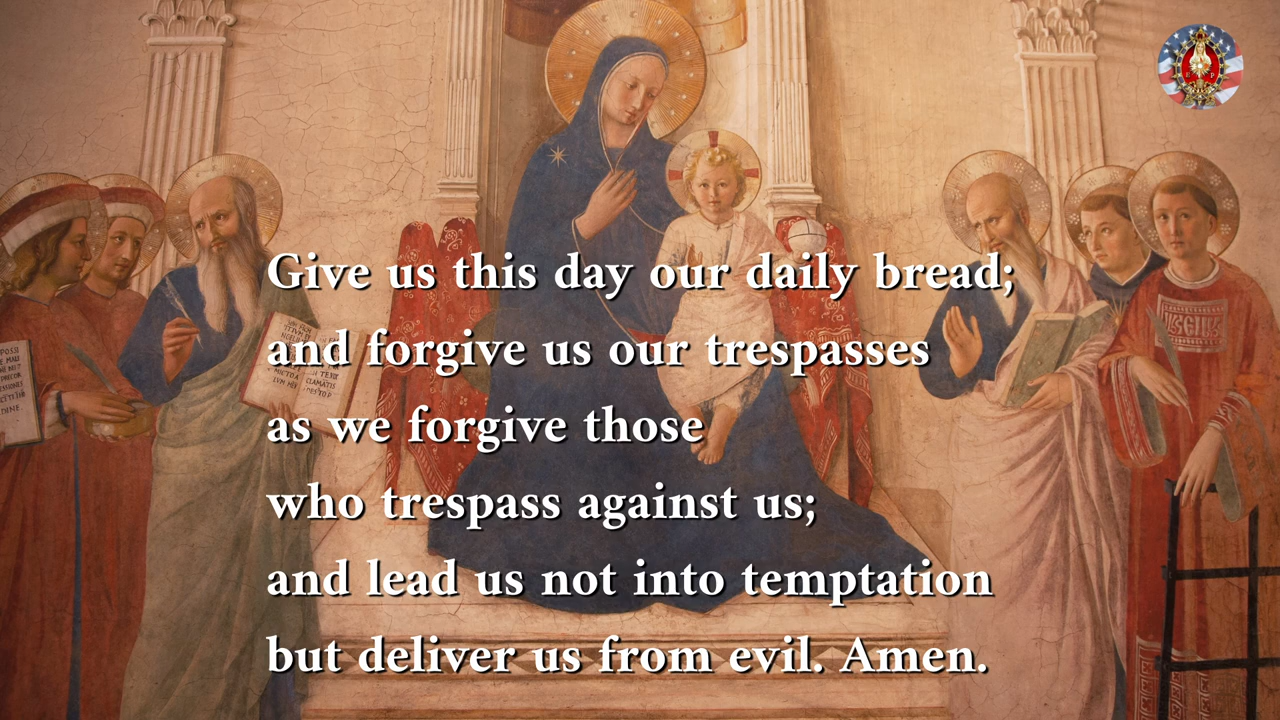 Give us this day our daily bread;
and forgive us our trespasses
as we forgive those
who trespass against us;
and lead us not into temptation
but deliver us from evil. Amen.